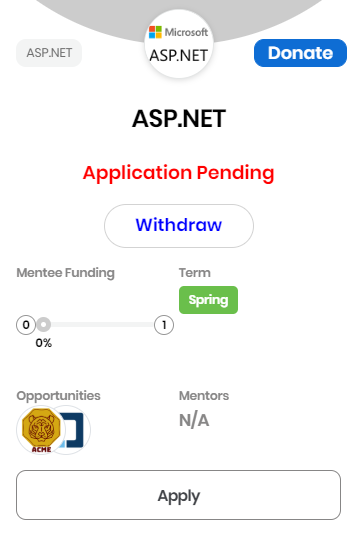 Microsoft
ASP.NET
ASP.NET
Donate
ASP.NET
Application Pending
Withdraw
Mentee Funding
Term
Spring
0
1
0%
Opportunities
Mentors
ACME
N/A
Apply